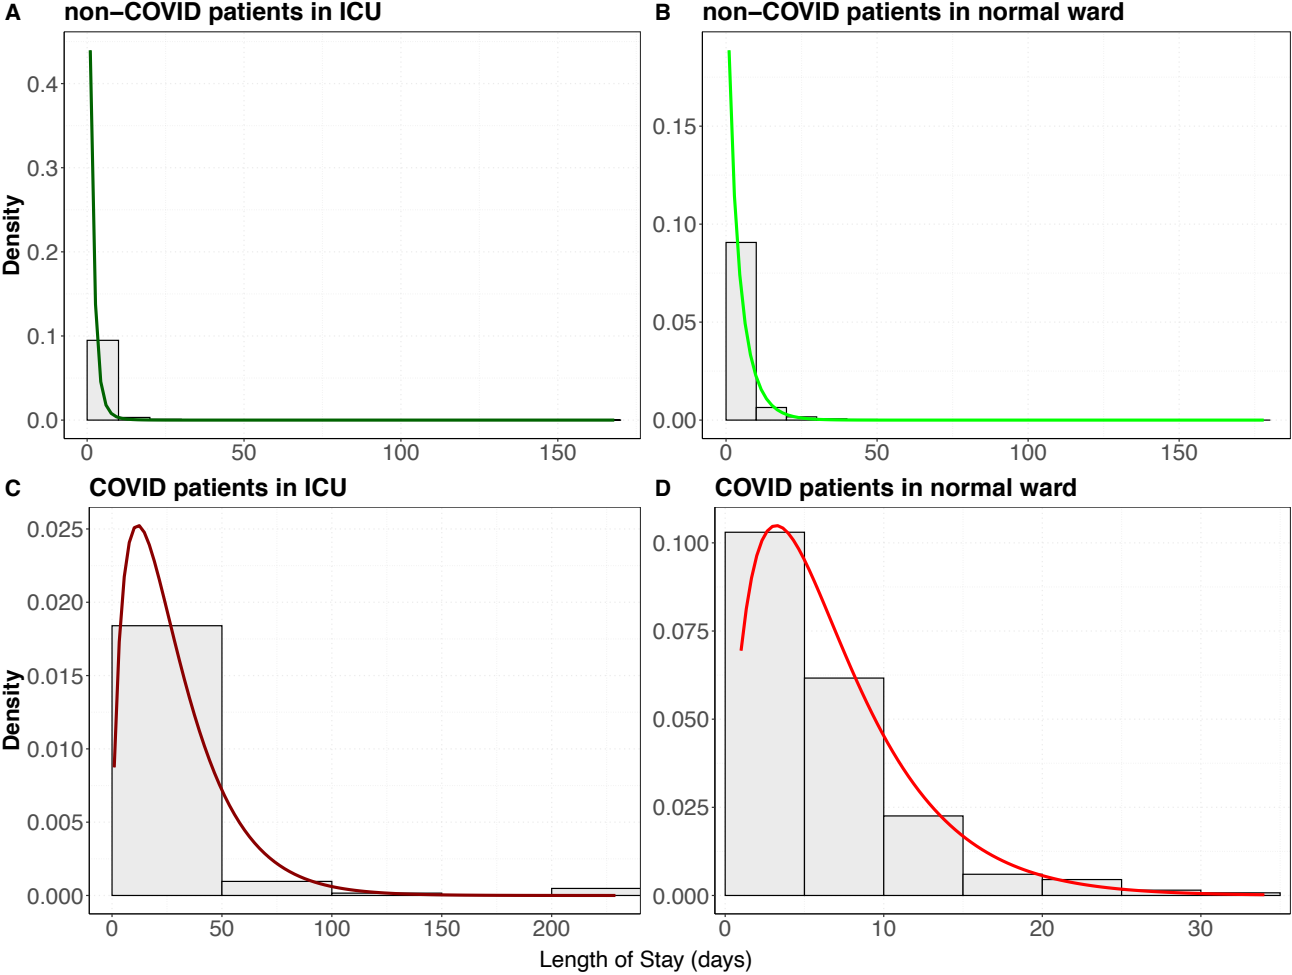 A non−COVID patients in ICU
Density
0.4
0.3
0.2
0.1
0.0
0 50 100 150
B non−COVID patients in normal ward
0.15
0.10
0.05
0.00
0 50 100 150
C COVID patients in ICU
Density
0.025
0.020
0.015
0.010
0.005
0.000
0 50 100 150 200
D COVID patients in normal ward
0.100
0.075
0.050
0.025
0.000
0 10 20 30
Length of Stay (days)